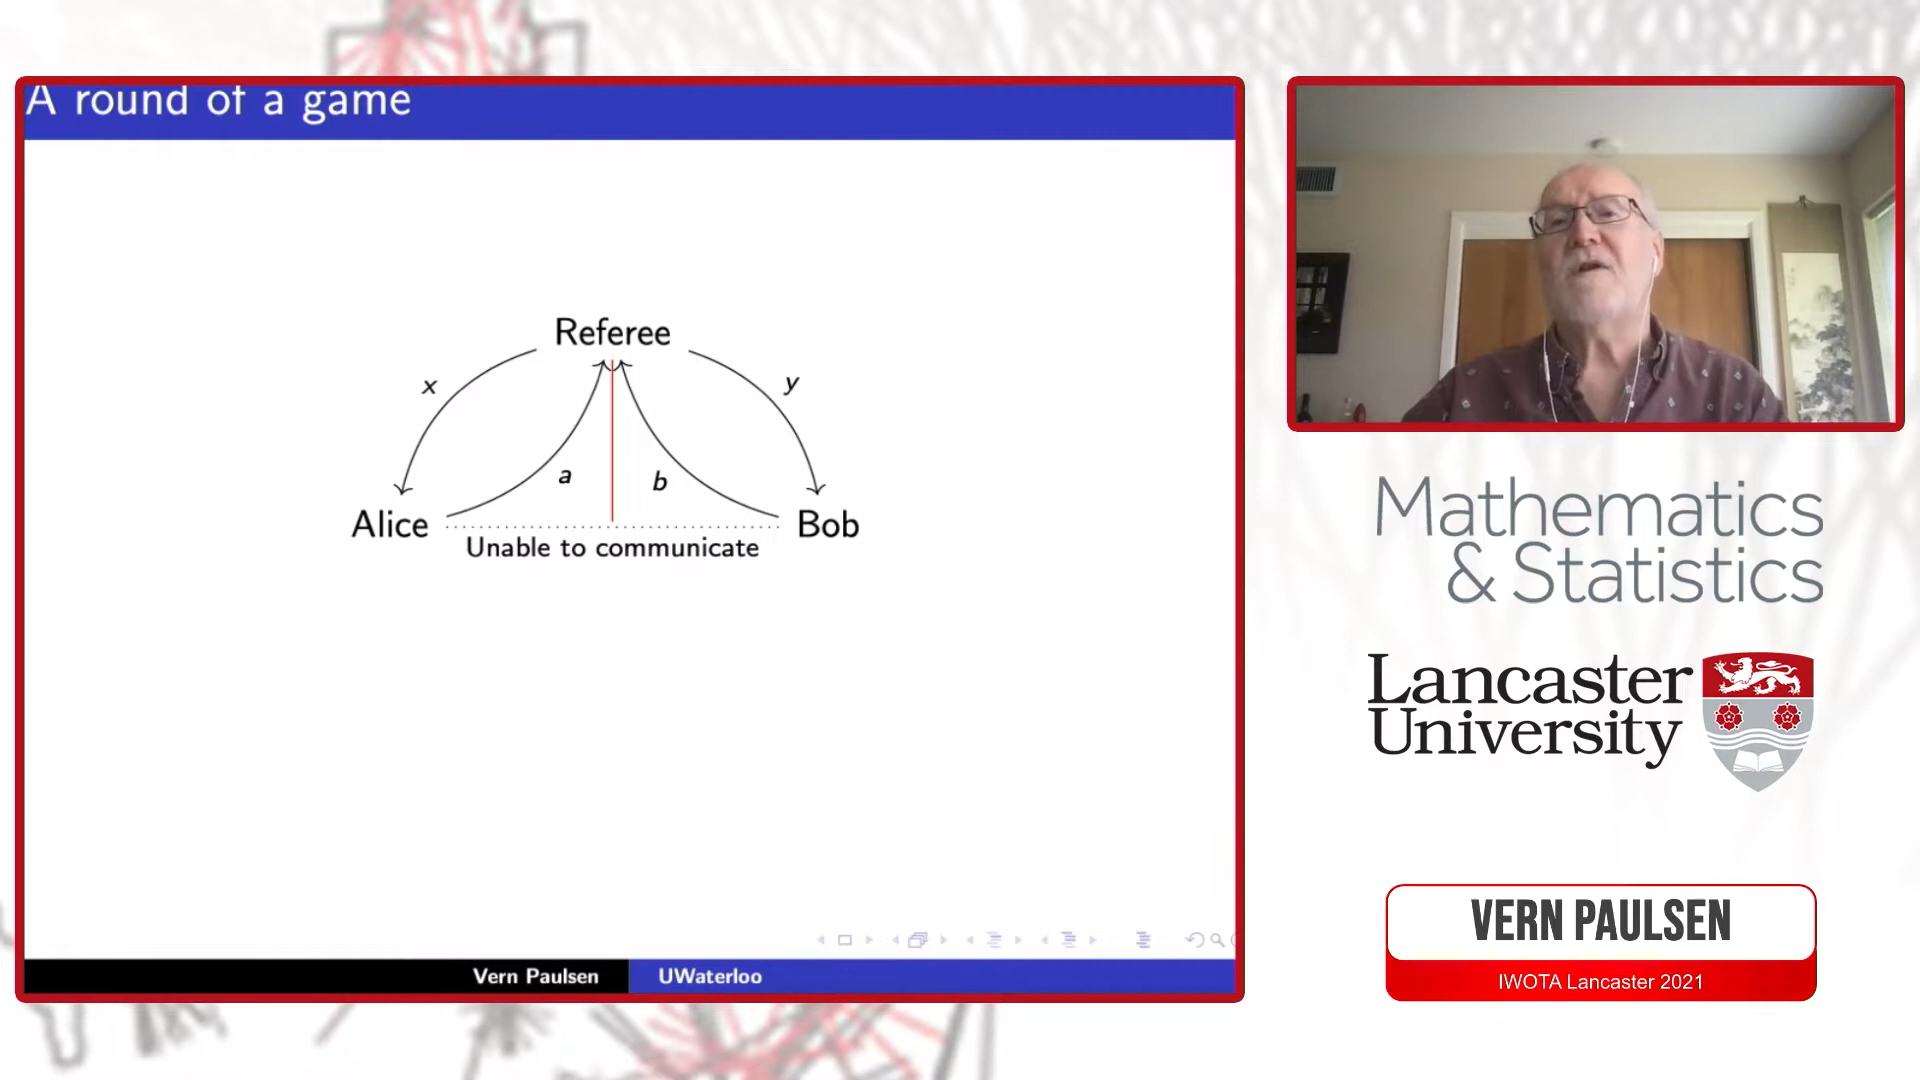 A round of a game
Referee
x
y
a
b
Alice
Bob
Unable to communicate
Vern Paulsen
UWaterloo
Mathematics
& Statistics
Lancaster
University
VERN PAULSEN
IWOTA Lancaster 2021